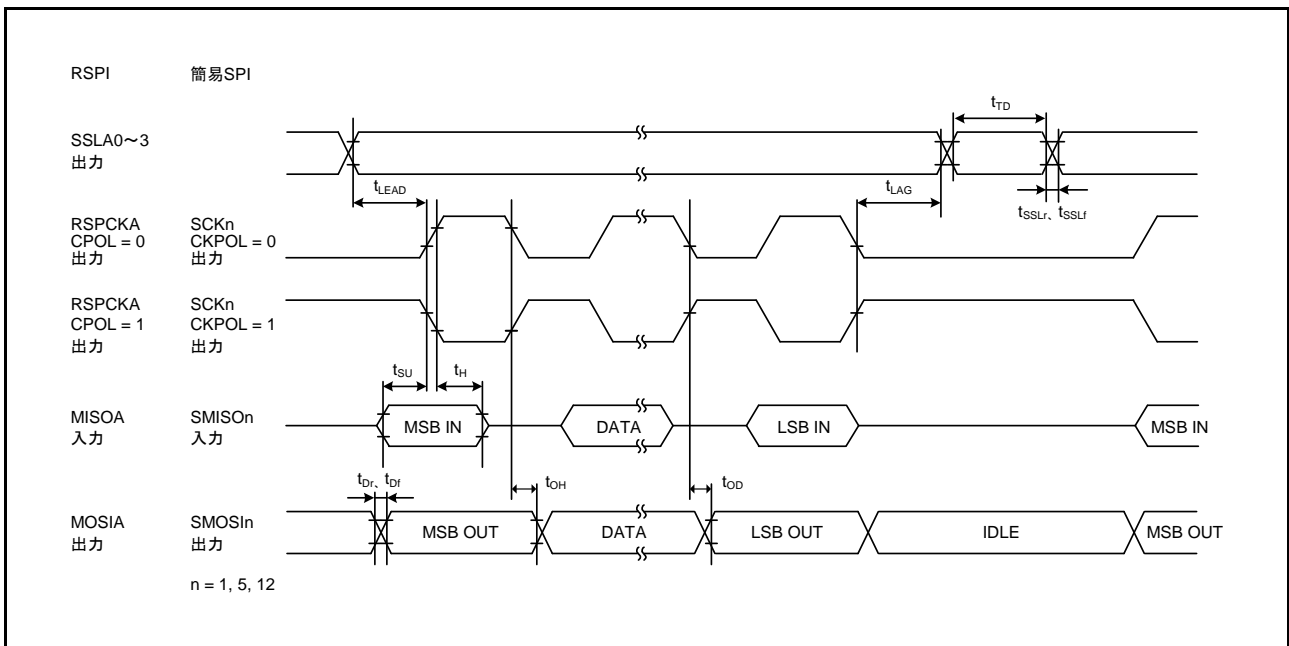 RSPI 簡易SPI
tTD
SSLA0～3
出力
tLEAD tLAG
tSSLr、tSSLf
RSPCKA SCKn
CPOL = 0 CKPOL = 0
出力 出力
RSPCKA SCKn
CPOL = 1 CKPOL = 1
出力 出力
tSU tH
MISOA SMISOn
入力 入力
MSB IN DATA LSB IN MSB IN
tDr、tDf tOH tOD
MOSIA SMOSIn
出力 出力
MSB OUT DATA LSB OUT IDLE MSB OUT
n = 1, 5, 12